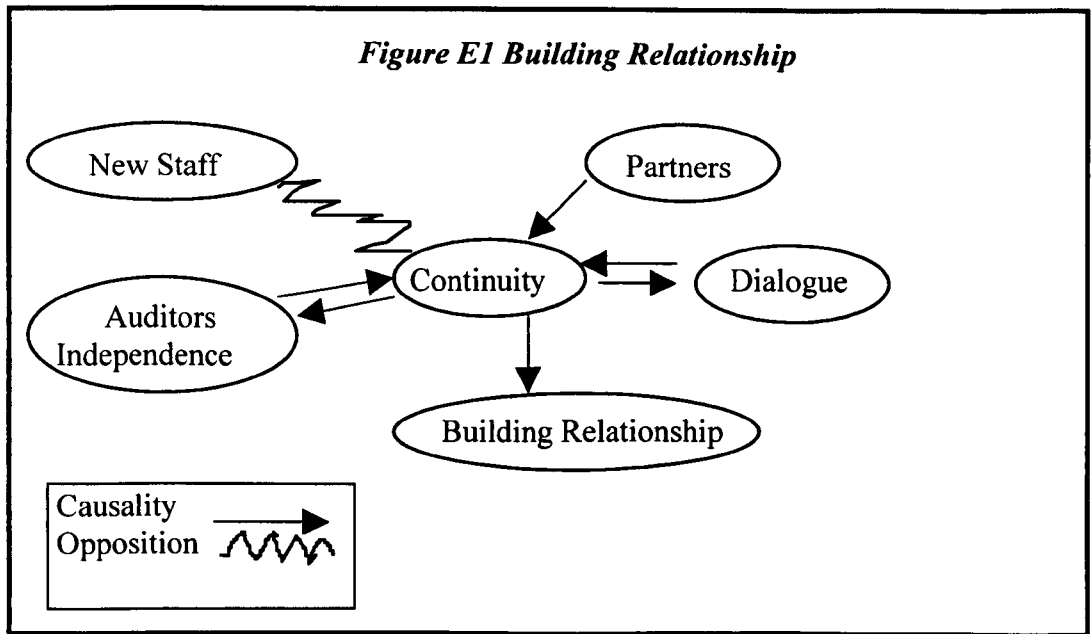 Figure E1 Building Relationship
New Staff
Partners
Continuity
Dialogue
Auditors
Independence
Building Relationship
Causality
Opposition